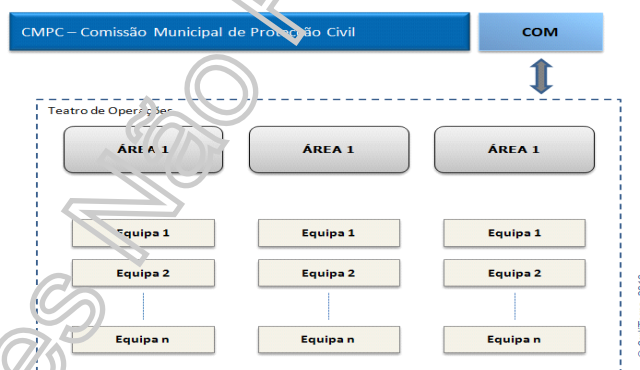 CMPC – Comissão Municipal de Protecção Civil
COM
Teatro de Operações
ÁREA 1
ÁREA 1
ÁREA 1
Equipa 1
Equipa 1
Equipa 1
Equipa 2
Equipa 2
Equipa 2
Equipa n
Equipa n
Equipa n